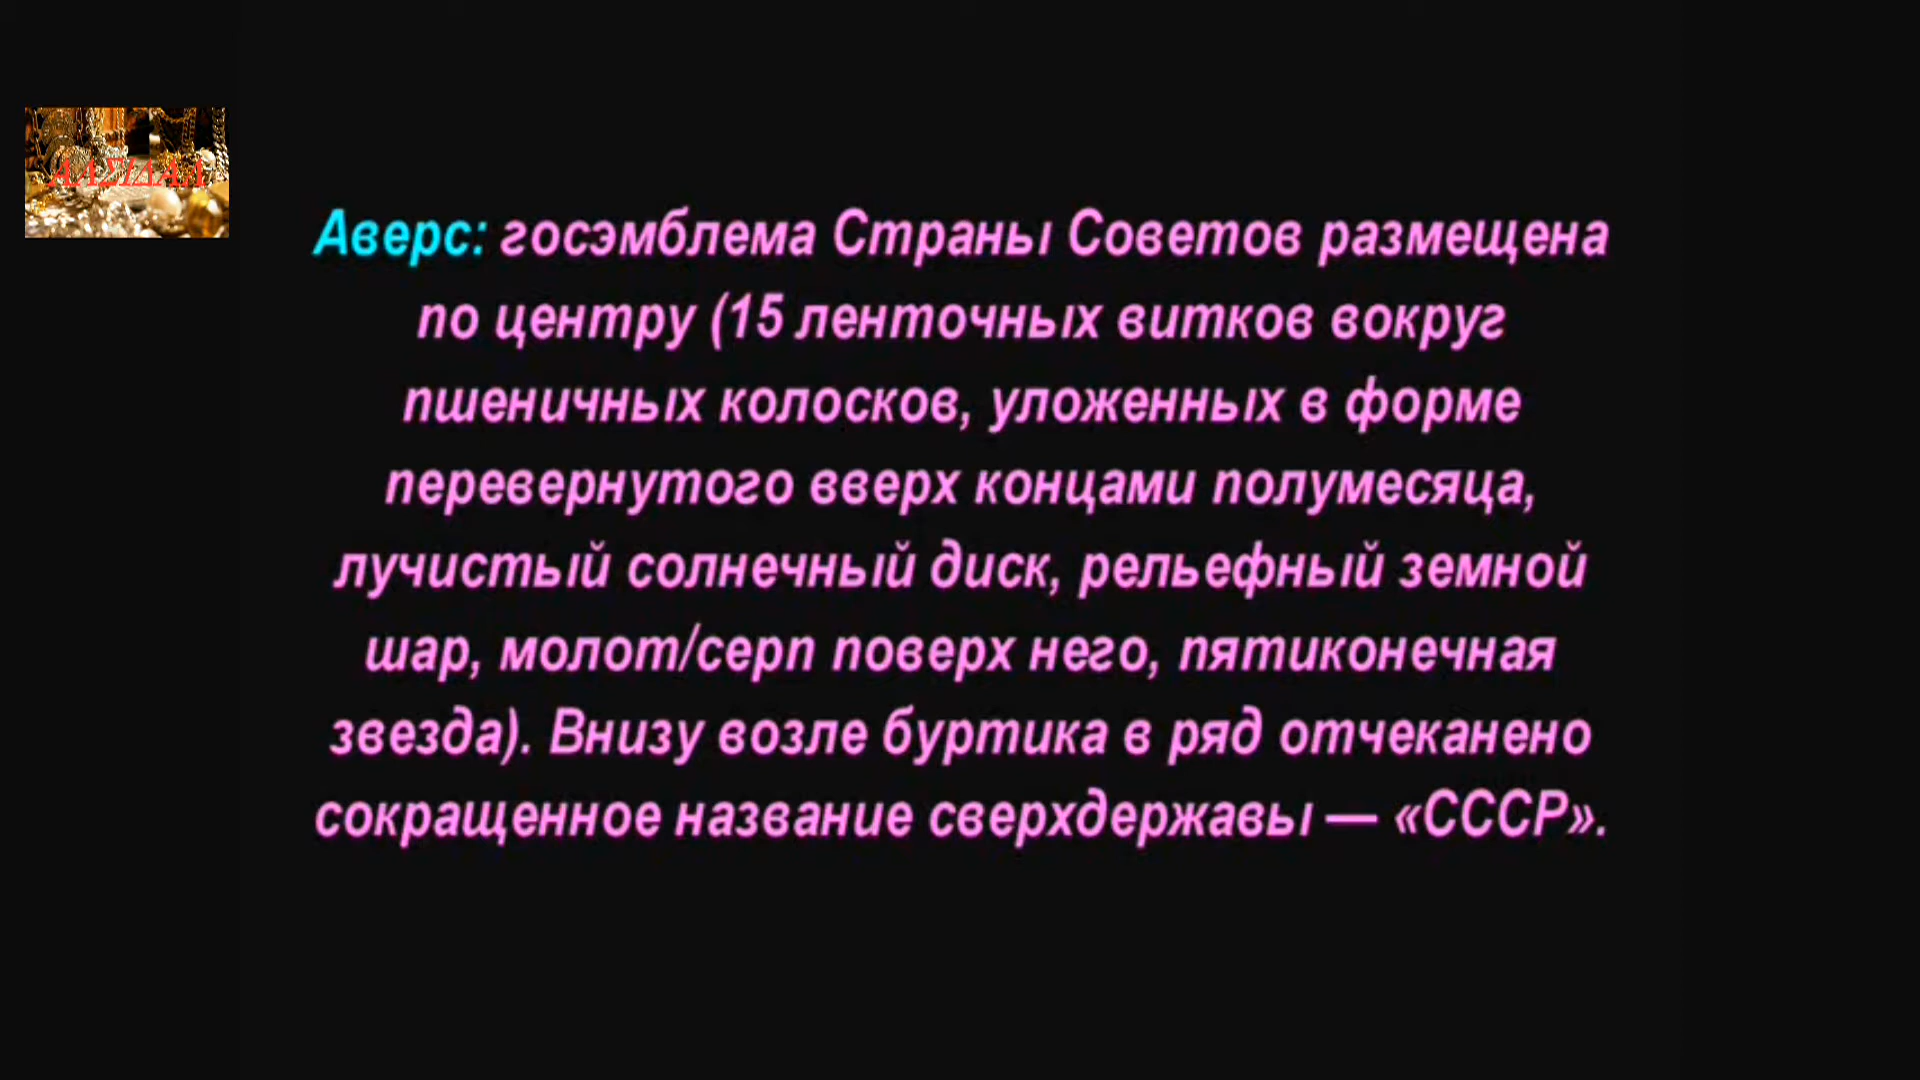 Аверс: госэмблема Страны Советов размещена
по центру (15 ленточных витков вокруг
пшеничных колосков, уложенных в форме
перевернутого вверх концами полумесяца,
лучистый солнечный диск, рельефный земной
шар, молот/серп поверх него, пятиконечная
звезда). Внизу возле буртика в ряд отчеканено
сокращенное название сверхдержавы — «СССР».